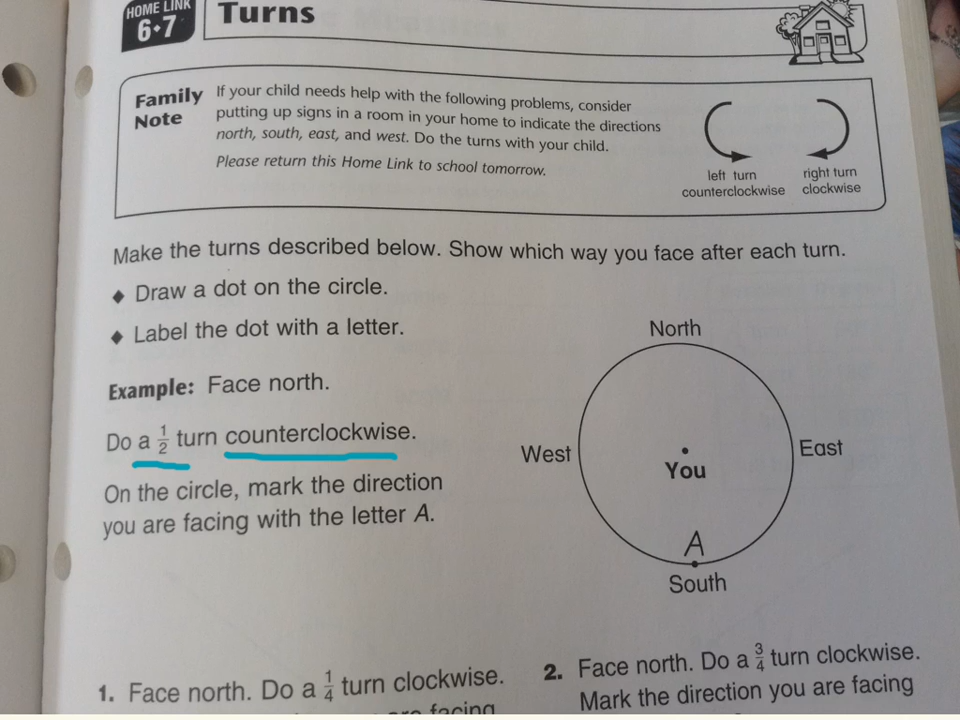 HOME LINK
6•7
Turns
Family
Note
If your child needs help with the following problems, consider
putting up signs in a room in your home to indicate the directions
north, south, east, and west. Do the turns with your child.
Please return this Home Link to school tomorrow.
left turn
counterclockwise
right turn
clockwise
Make the turns described below. Show which way you face after each turn.
♦ Draw a dot on the circle.
♦ Label the dot with a letter.
Example: Face north.
Do a 1/2 turn counterclockwise.
On the circle, mark the direction
you are facing with the letter A.
North
West
East
You
A
South
1. Face north. Do a 1/4 turn clockwise.
are facing
2. Face north. Do a 3/4 turn clockwise.
Mark the direction you are facing